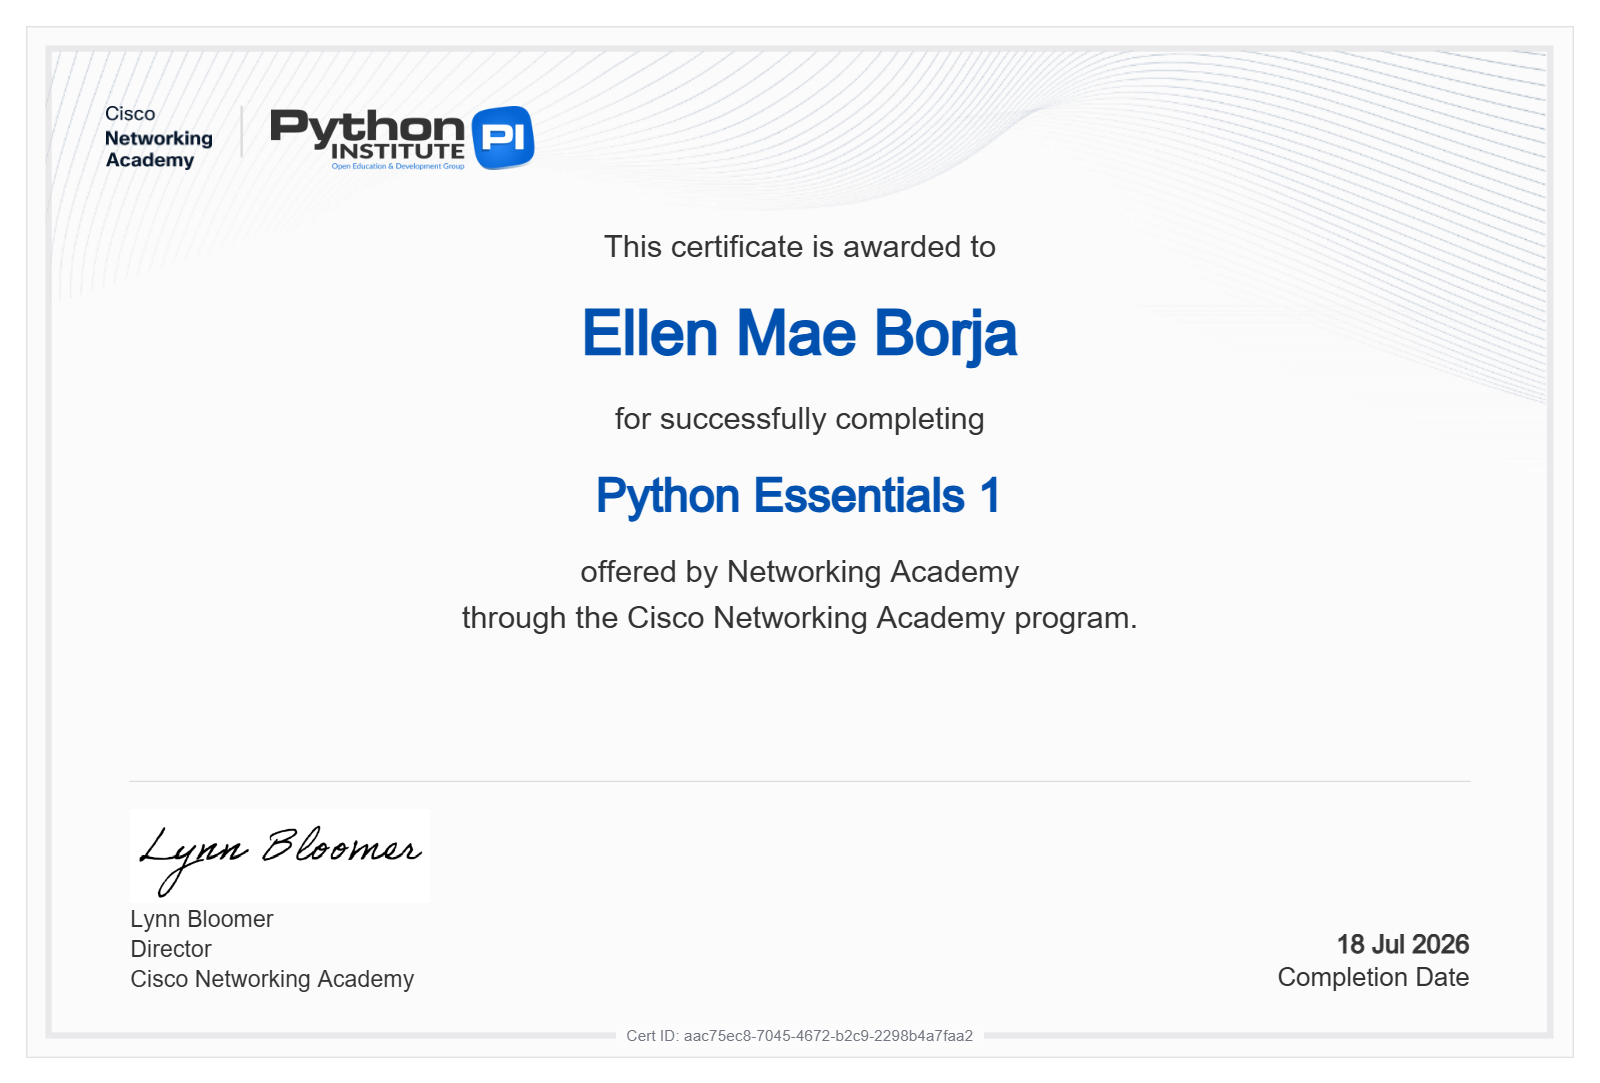 Cisco
Networking
Academy
Python
INSTITUTE
Open Education & Development Group
PI
This certificate is awarded to
Ellen Mae Borja
for successfully completing
Python Essentials 1
offered by Networking Academy
through the Cisco Networking Academy program.
Lynn Bloomer
Lynn Bloomer
Director
Cisco Networking Academy
18 Jul 2026
Completion Date
Cert ID: aac75ec8-7045-4672-b2c9-2298b4a7faa2